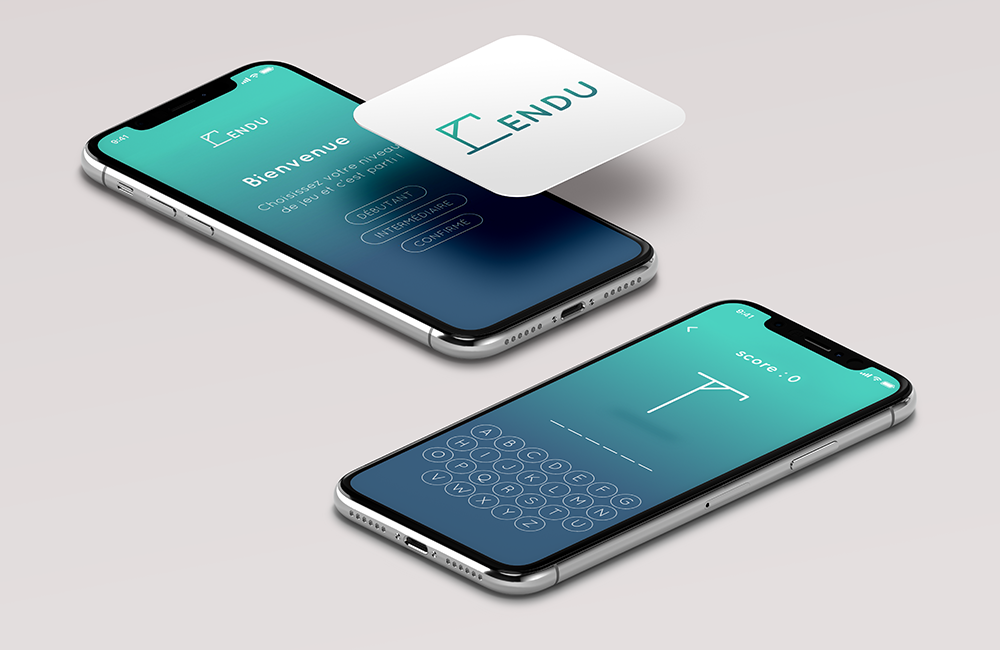 ENDU
9:41
ENDU
Bienvenue
Choisissez votre niveau
de jeu et c'est parti !
DÉBUTANT
INTERMÉDIAIRE
CONFIRMÉ
9:41
score : 0
A B C D E F G
H I J K L M N
O P Q R S T U
V W X Y Z